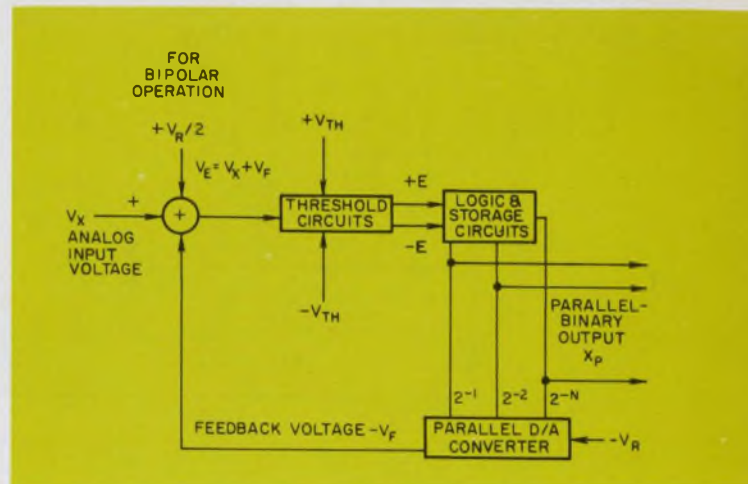 FOR
BIPOLAR
OPERATION
+V_R/2
V_E = V_X + V_F
+V_TH
+
V_X
ANALOG
INPUT
VOLTAGE
+
THRESHOLD
CIRCUITS
+E
-E
LOGIC &
STORAGE
CIRCUITS
-V_TH
PARALLEL-
BINARY
OUTPUT
X_P
2^-1 2^-2 2^-N
FEEDBACK VOLTAGE -V_F
PARALLEL D/A
CONVERTER
-V_R